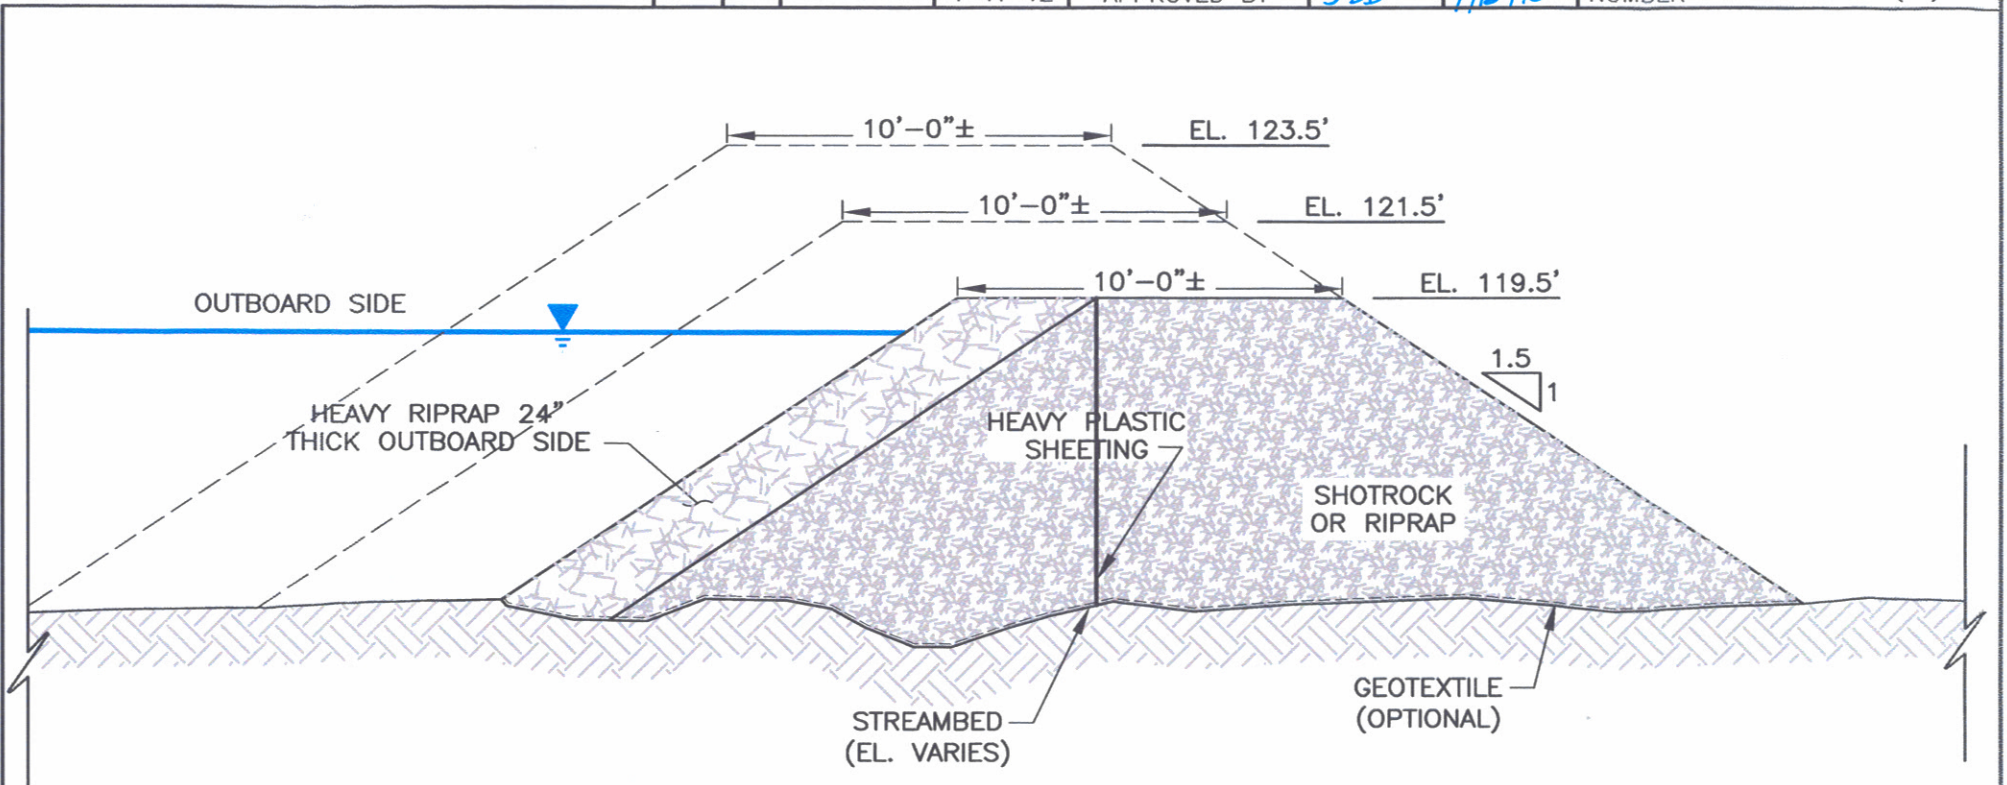 NUMBER
10'-0"±
EL. 123.5'
10'-0"±
EL. 121.5'
10'-0"±
EL. 119.5'
OUTBOARD SIDE
1.5
1
HEAVY RIPRAP 24"
THICK OUTBOARD SIDE
HEAVY PLASTIC
SHEETING
SHOTROCK
OR RIPRAP
GEOTEXTILE
(OPTIONAL)
STREAMBED
(EL. VARIES)